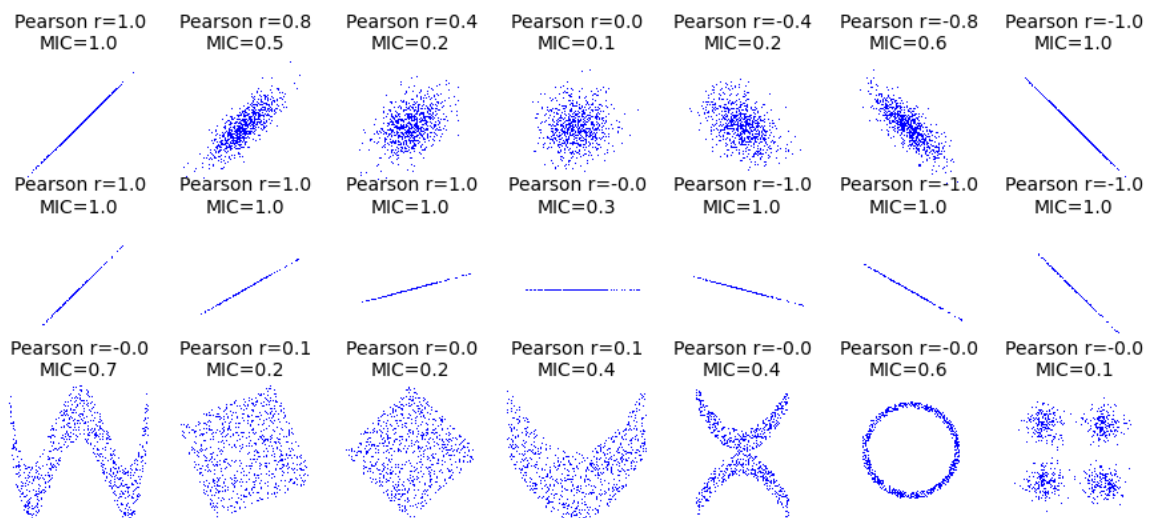 Pearson r=1.0 Pearson r=0.8 Pearson r=0.4 Pearson r=0.0 Pearson r=-0.4 Pearson r=-0.8 Pearson r=-1.0
MIC=1.0 MIC=0.5 MIC=0.2 MIC=0.1 MIC=0.2 MIC=0.6 MIC=1.0
Pearson r=1.0 Pearson r=1.0 Pearson r=1.0 Pearson r=-0.0 Pearson r=-1.0 Pearson r=-1.0 Pearson r=-1.0
MIC=1.0 MIC=1.0 MIC=1.0 MIC=0.3 MIC=1.0 MIC=1.0 MIC=1.0
Pearson r=-0.0 Pearson r=0.1 Pearson r=0.0 Pearson r=0.1 Pearson r=-0.0 Pearson r=-0.0 Pearson r=-0.0
MIC=0.7 MIC=0.2 MIC=0.2 MIC=0.4 MIC=0.4 MIC=0.6 MIC=0.1